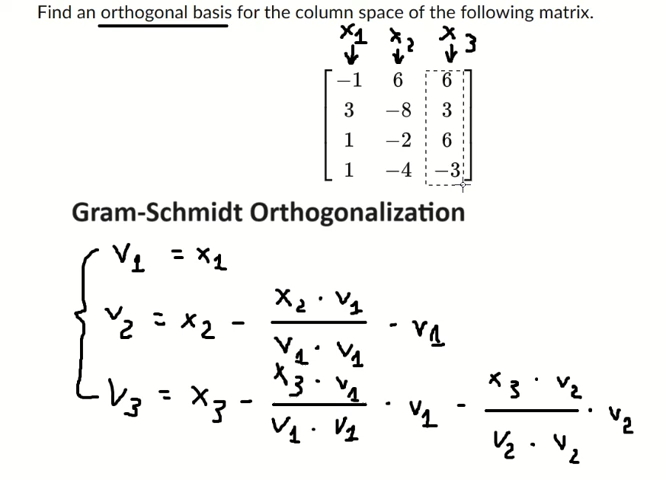 Find an orthogonal basis for the column space of the following matrix.
x1 x2 x3
-1 6 6
3 -8 3
1 -2 6
1 -4 -3
Gram-Schmidt Orthogonalization
v1 = x1
v2 = x2 - (x2 · v1) / (v1 · v1) · v1
v3 = x3 - (x3 · v1) / (v1 · v1) · v1 - (x3 · v2) / (v2 · v2) · v2